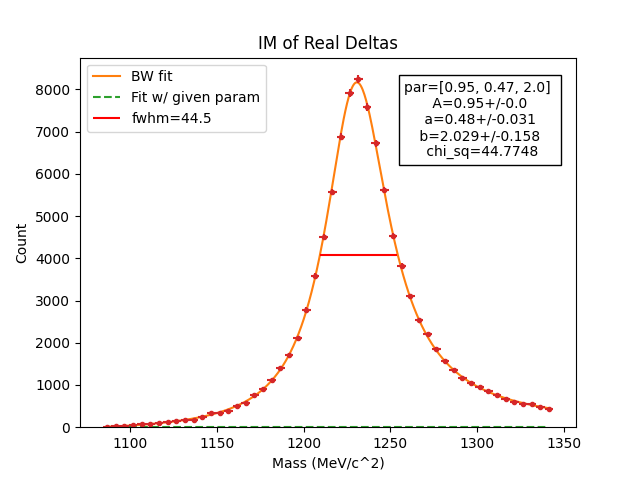 IM of Real Deltas
BW fit
Fit w/ given param
fwhm=44.5
par=[0.95, 0.47, 2.0]
A=0.95+/-0.0
a=0.48+/-0.031
b=2.029+/-0.158
chi_sq=44.7748
Count
8000
7000
6000
5000
4000
3000
2000
1000
0
1100
1150
1200
1250
1300
1350
Mass (MeV/c^2)